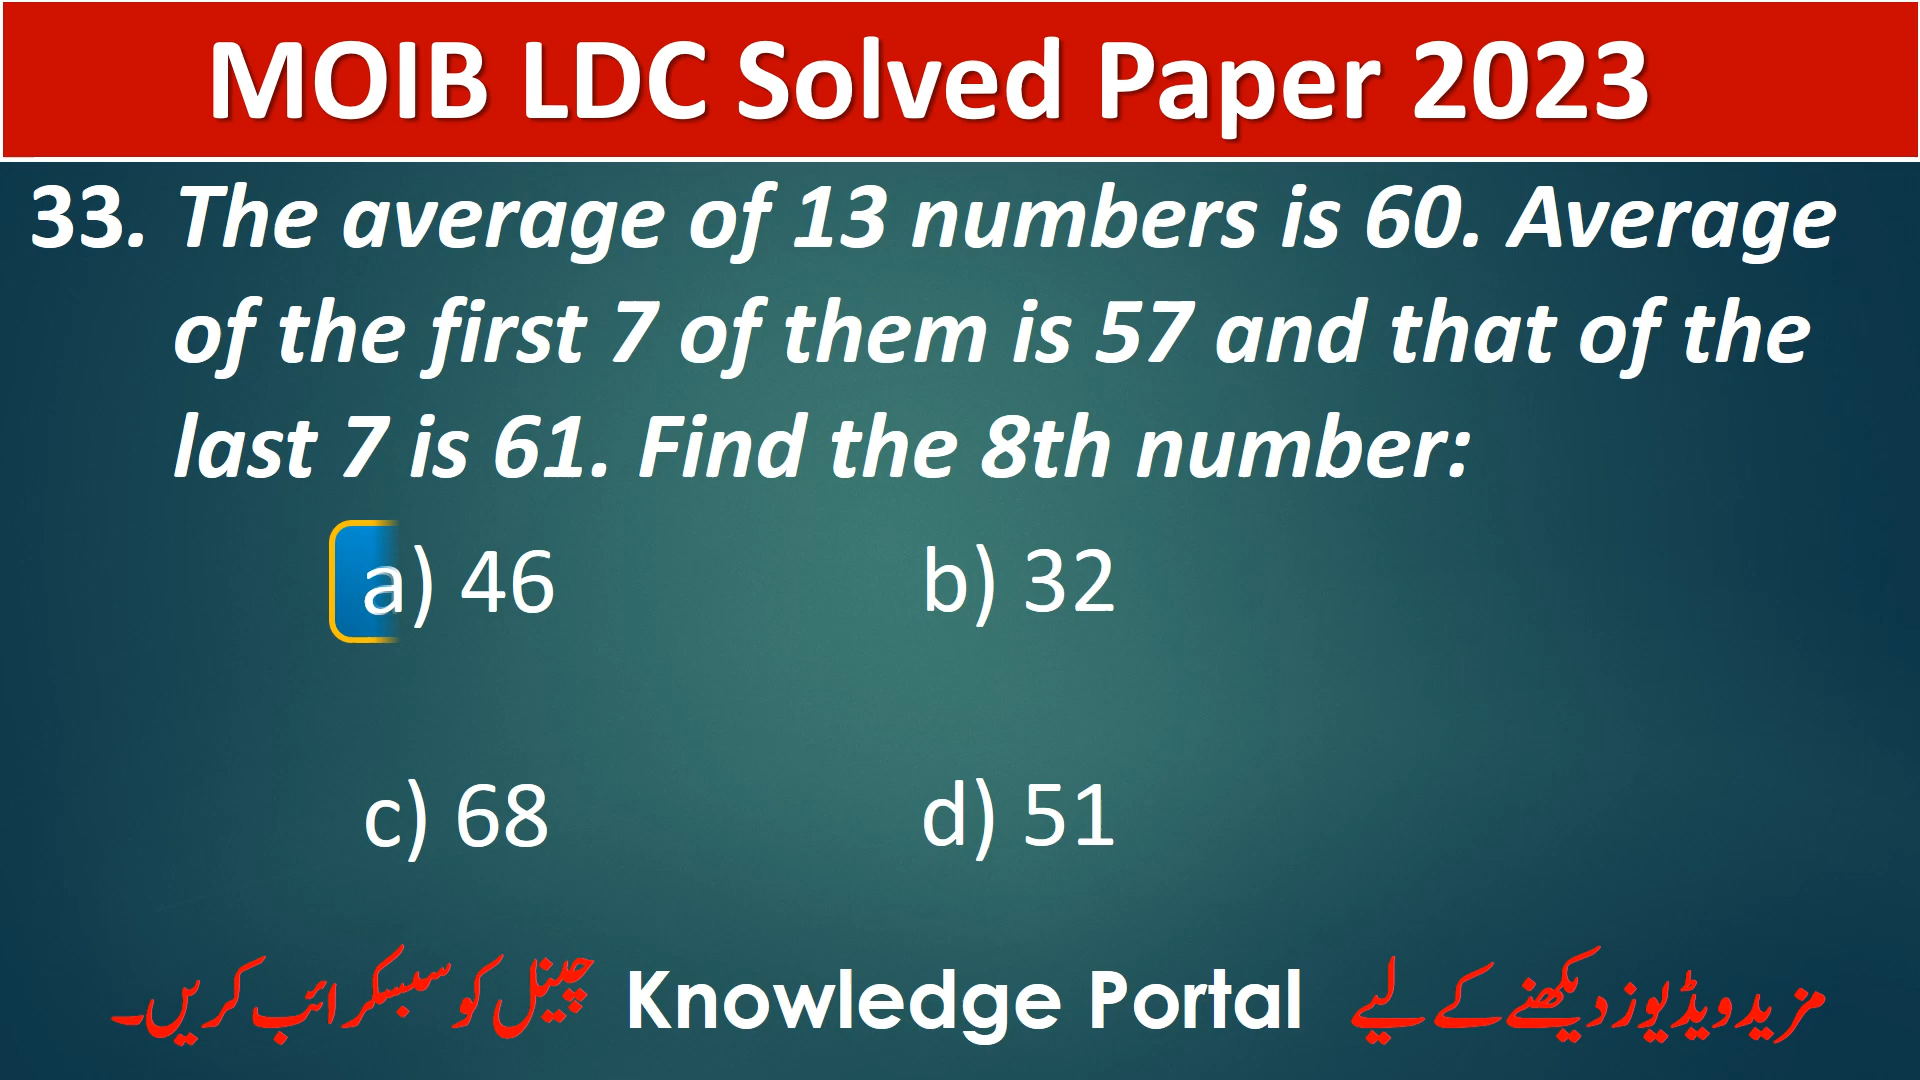 MOIB LDC Solved Paper 2023
33. The average of 13 numbers is 60. Average
of the first 7 of them is 57 and that of the
last 7 is 61. Find the 8th number:
a) 46 b) 32
c) 68 d) 51
مزید ویڈیوز دیکھنے کے لیے Knowledge Portal چینل کو سبسکرائب کریں۔